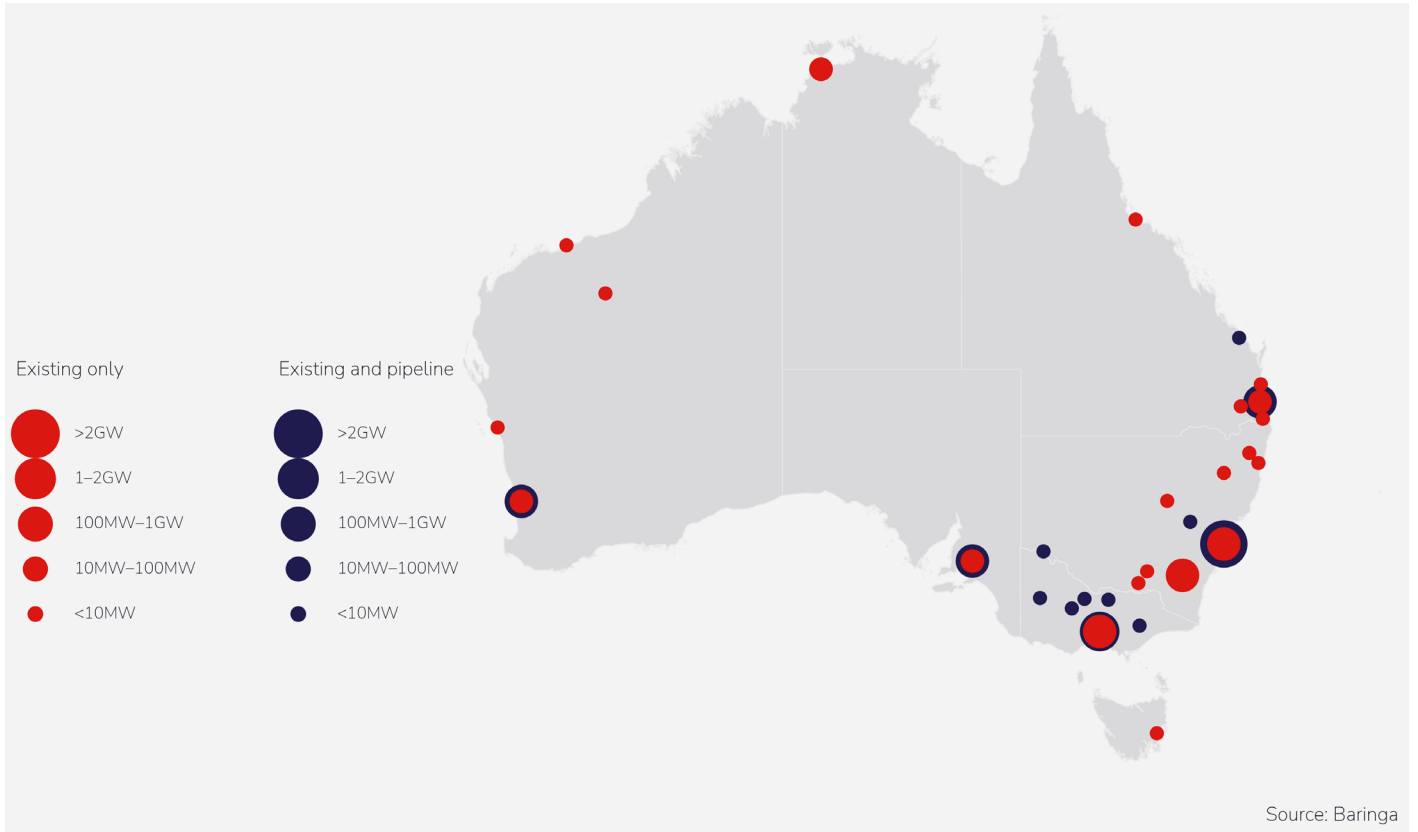 Existing only
>2GW
1–2GW
100MW–1GW
10MW–100MW
<10MW
Existing and pipeline
>2GW
1–2GW
100MW–1GW
10MW–100MW
<10MW
Source: Baringa